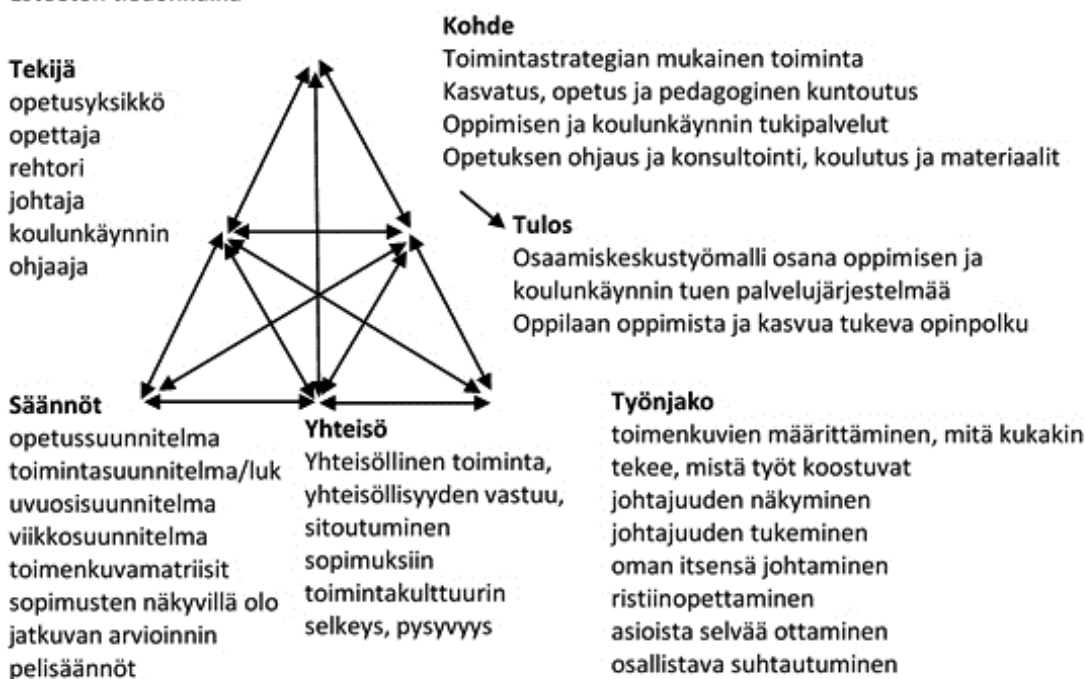 Kohde
Toimintastrategian mukainen toiminta
Kasvatus, opetus ja pedagoginen kuntoutus
Oppimisen ja koulunkäynnin tukipalvelut
Opetuksen ohjaus ja konsultointi, koulutus ja materiaalit
Tekijä
opetusyksikkö
opettaja
rehtori
johtaja
koulunkäynnin
ohjaaja
Tulos
Osaamiskeskustyömalli osana oppimisen ja
koulunkäynnin tuen palvelujärjestelmää
Oppilaan oppimista ja kasvua tukeva opinpolku
Säännöt
opetussuunnitelma
toimintasuunnitelma/luk
uvuosisuunnitelma
viikkosuunnitelma
toimenkuvamatriisit
sopimusten näkyvillä olo
jatkuvan arvioinnin
pelisäännöt
Yhteisö
Yhteisöllinen toiminta,
yhteisöllisyyden vastuu,
sitoutuminen
sopimuksiin
toimintakulttuurin
selkeys, pysyvyys
Työnjako
toimenkuvien määrittäminen, mitä kukakin
tekee, mistä työt koostuvat
johtajuuden näkyminen
johtajuuden tukeminen
oman itsensä johtaminen
ristiinopettaminen
asioista selvää ottaminen
osallistava suhtautuminen